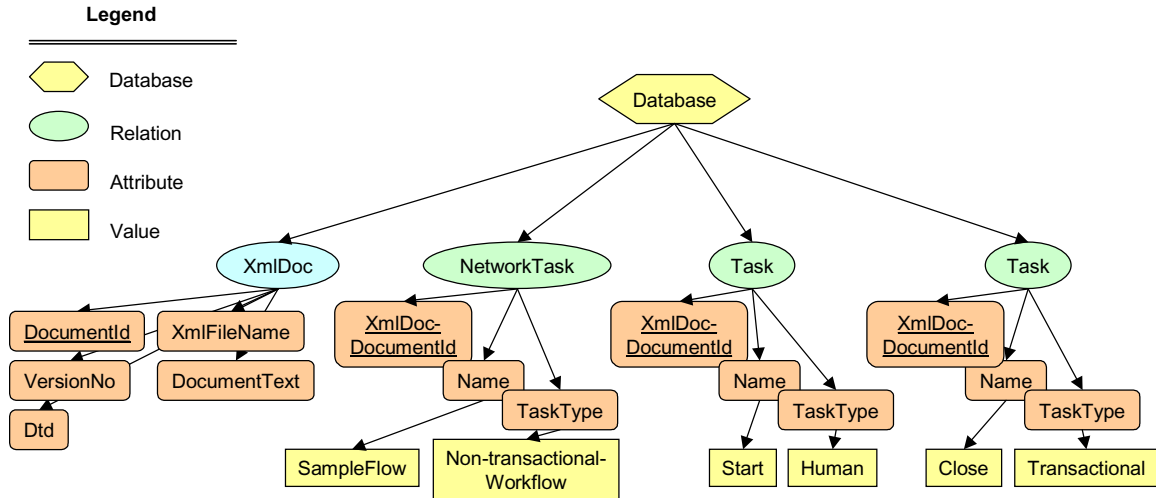 Legend
Database
Relation
Attribute
Value
Database
XmlDoc
NetworkTask
Task
Task
DocumentId
XmlFileName
VersionNo
DocumentText
Dtd
XmlDoc-
DocumentId
Name
TaskType
XmlDoc-
DocumentId
Name
TaskType
XmlDoc-
DocumentId
Name
TaskType
SampleFlow
Non-transactional-
Workflow
Start
Human
Close
Transactional